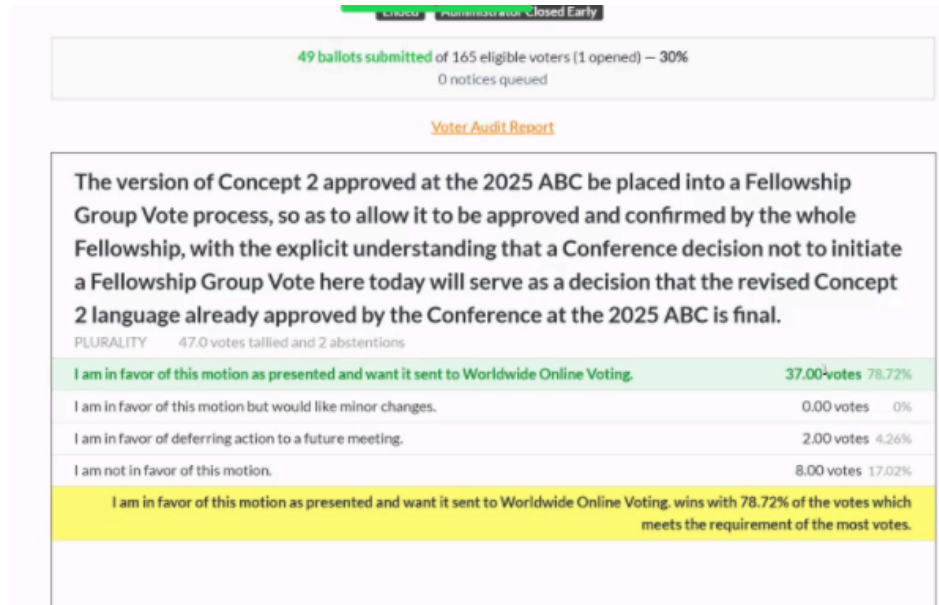 Ended Administrator Closed Early
49 ballots submitted of 165 eligible voters (1 opened) — 30%
0 notices queued
Voter Audit Report
The version of Concept 2 approved at the 2025 ABC be placed into a Fellowship
Group Vote process, so as to allow it to be approved and confirmed by the whole
Fellowship, with the explicit understanding that a Conference decision not to initiate
a Fellowship Group Vote here today will serve as a decision that the revised Concept
2 language already approved by the Conference at the 2025 ABC is final.
PLURALITY 47.0 votes tallied and 2 abstentions
I am in favor of this motion as presented and want it sent to Worldwide Online Voting. 37.00 votes 78.72%
I am in favor of this motion but would like minor changes. 0.00 votes 0%
I am in favor of deferring action to a future meeting. 2.00 votes 4.26%
I am not in favor of this motion. 8.00 votes 17.02%
I am in favor of this motion as presented and want it sent to Worldwide Online Voting. wins with 78.72% of the votes which
meets the requirement of the most votes.